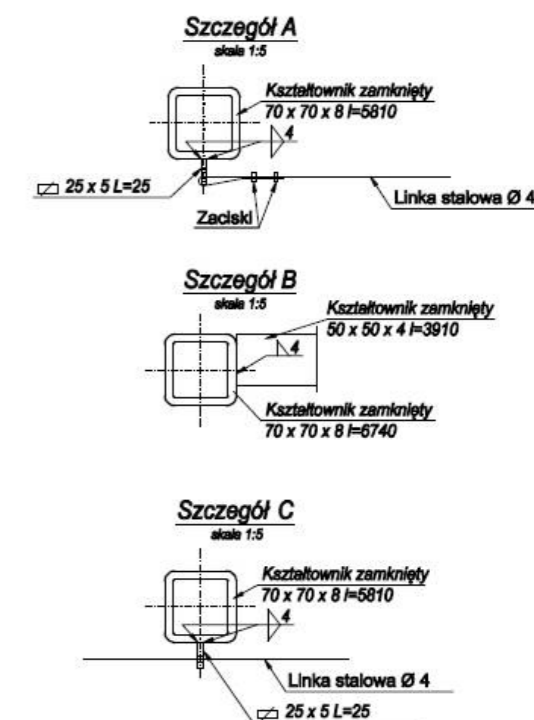 Szczegół A
skala 1:5
Kształtownik zamknięty
70 x 70 x 8 l=5810
4
25 x 5 L=25
Linka stalowa Ø 4
Zaciski
Szczegół B
skala 1:5
Kształtownik zamknięty
50 x 50 x 4 l=3910
4
Kształtownik zamknięty
70 x 70 x 8 l=6740
Szczegół C
skala 1:5
Kształtownik zamknięty
70 x 70 x 8 l=5810
4
Linka stalowa Ø 4
25 x 5 L=25